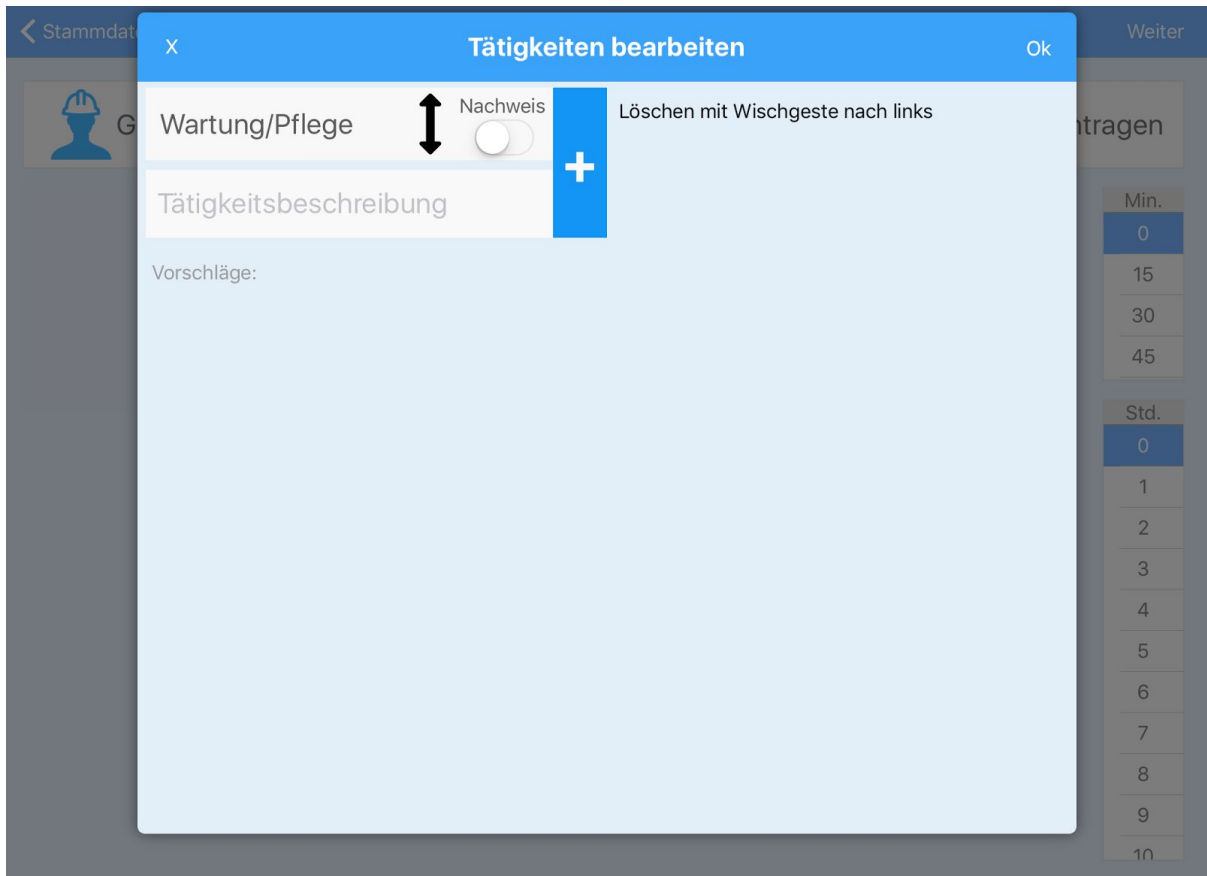 Stammdat
X
Tätigkeiten bearbeiten
Ok
Weiter
G
Wartung/Pflege
Nachweis
Löschen mit Wischgeste nach links
ntragen
Tätigkeitsbeschreibung
+
Vorschläge:
Min.
0
15
30
45
Std.
0
1
2
3
4
5
6
7
8
9
10